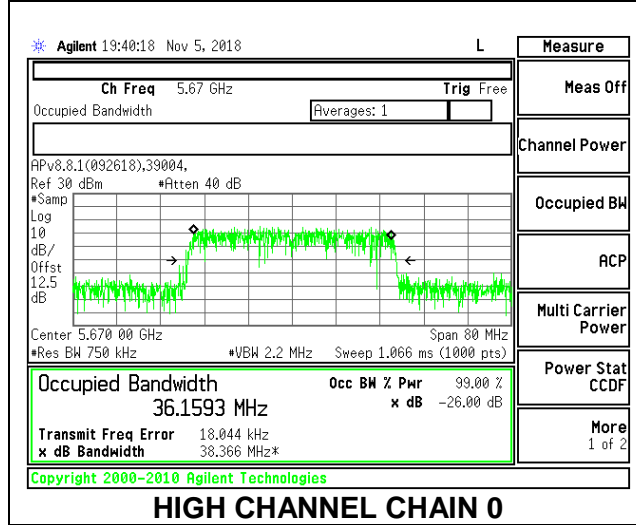 Agilent 19:40:18 Nov 5, 2018 L
Measure
Ch Freq 5.67 GHz Trig Free
Meas Off
Occupied Bandwidth Averages: 1
Channel Power
APv8.8.1(092618),39004,
Ref 30 dBm #Atten 40 dB
Occupied BW
#Samp
Log
10
dB/
Offst
12.5
dB
ACP
Multi Carrier
Power
Center 5.670 00 GHz Span 80 MHz
#Res BW 750 kHz #VBW 2.2 MHz Sweep 1.066 ms (1000 pts)
Power Stat
CCDF
Occupied Bandwidth Occ BW % Pwr 99.00 %
36.1593 MHz x dB -26.00 dB
Transmit Freq Error 18.044 kHz
x dB Bandwidth 38.366 MHz*
More
1 of 2
Copyright 2000-2010 Agilent Technologies
HIGH CHANNEL CHAIN 0